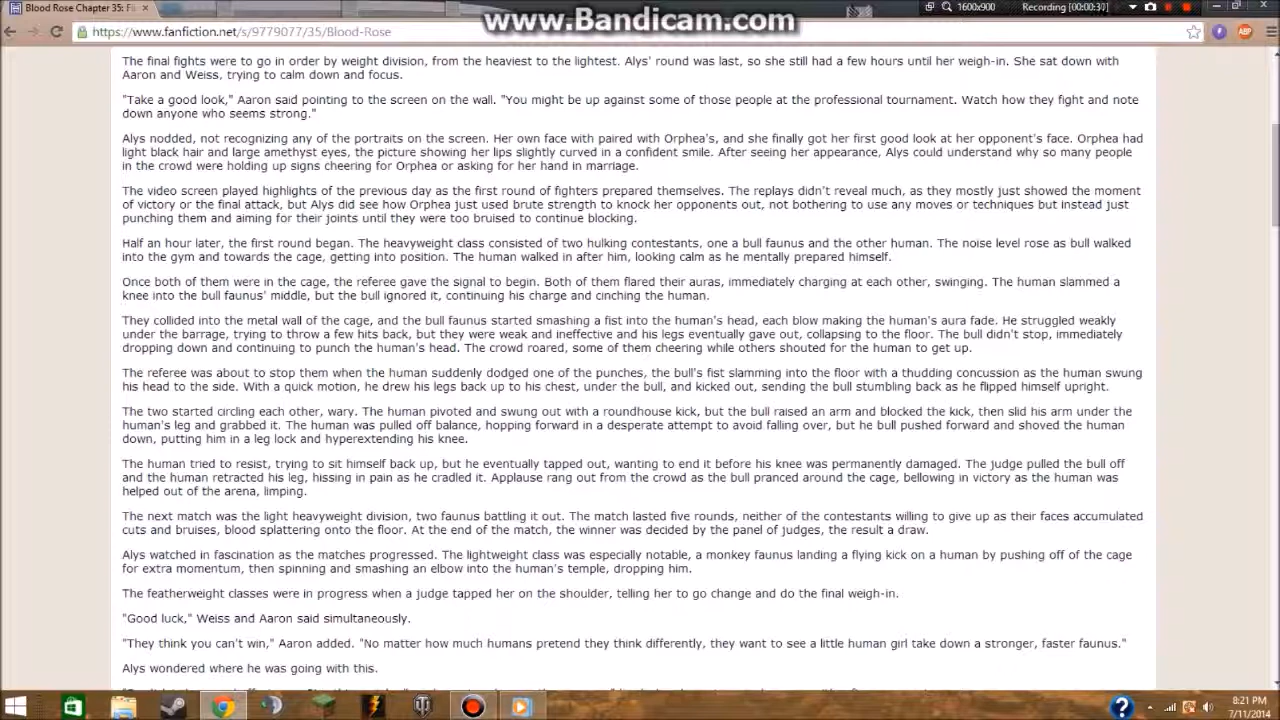 Blood Rose Chapter 35: Fi
www.Bandicam.com
1600x900
Recording [00:00:30]
https://www.fanfiction.net/s/9779077/35/Blood-Rose
ABP
The final fights were to go in order by weight division, from the heaviest to the lightest. Alys' round was last, so she still had a few hours until her weigh-in. She sat down with
Aaron and Weiss, trying to calm down and focus.
"Take a good look," Aaron said pointing to the screen on the wall. "You might be up against some of those people at the professional tournament. Watch how they fight and note
down anyone who seems strong."
Alys nodded, not recognizing any of the portraits on the screen. Her own face with paired with Orphea's, and she finally got her first good look at her opponent's face. Orphea had
light black hair and large amethyst eyes, the picture showing her lips slightly curved in a confident smile. After seeing her appearance, Alys could understand why so many people
in the crowd were holding up signs cheering for Orphea or asking for her hand in marriage.
The video screen played highlights of the previous day as the first round of fighters prepared themselves. The replays didn't reveal much, as they mostly just showed the moment
of victory or the final attack, but Alys did see how Orphea just used brute strength to knock her opponents out, not bothering to use any moves or techniques but instead just
punching them and aiming for their joints until they were too bruised to continue blocking.
Half an hour later, the first round began. The heavyweight class consisted of two hulking contestants, one a bull faunus and the other human. The noise level rose as bull walked
into the gym and towards the cage, getting into position. The human walked in after him, looking calm as he mentally prepared himself.
Once both of them were in the cage, the referee gave the signal to begin. Both of them flared their auras, immediately charging at each other, swinging. The human slammed a
knee into the bull faunus' middle, but the bull ignored it, continuing his charge and cinching the human.
They collided into the metal wall of the cage, and the bull faunus started smashing a fist into the human's head, each blow making the human's aura fade. He struggled weakly
under the barrage, trying to throw a few hits back, but they were weak and ineffective and his legs eventually gave out, collapsing to the floor. The bull didn't stop, immediately
dropping down and continuing to punch the human's head. The crowd roared, some of them cheering while others shouted for the human to get up.
The referee was about to stop them when the human suddenly dodged one of the punches, the bull's fist slamming into the floor with a thudding concussion as the human swung
his head to the side. With a quick motion, he drew his legs back up to his chest, under the bull, and kicked out, sending the bull stumbling back as he flipped himself upright.
The two started circling each other, wary. The human pivoted and swung out with a roundhouse kick, but the bull raised an arm and blocked the kick, then slid his arm under the
human's leg and grabbed it. The human was pulled off balance, hopping forward in a desperate attempt to avoid falling over, but he bull pushed forward and shoved the human
down, putting him in a leg lock and hyperextending his knee.
The human tried to resist, trying to sit himself back up, but he eventually tapped out, wanting to end it before his knee was permanently damaged. The judge pulled the bull off
and the human retracted his leg, hissing in pain as he cradled it. Applause rang out from the crowd as the bull pranced around the cage, bellowing in victory as the human was
helped out of the arena, limping.
The next match was the light heavyweight division, two faunus battling it out. The match lasted five rounds, neither of the contestants willing to give up as their faces accumulated
cuts and bruises, blood splattering onto the floor. At the end of the match, the winner was decided by the panel of judges, the result a draw.
Alys watched in fascination as the matches progressed. The lightweight class was especially notable, a monkey faunus landing a flying kick on a human by pushing off of the cage
for extra momentum, then spinning and smashing an elbow into the human's temple, dropping him.
The featherweight classes were in progress when a judge tapped her on the shoulder, telling her to go change and do the final weigh-in.
"Good luck," Weiss and Aaron said simultaneously.
"They think you can't win," Aaron added. "No matter how much humans pretend they think differently, they want to see a little human girl take down a stronger, faster faunus."
Alys wondered where he was going with this.
8:21 PM
7/11/2014